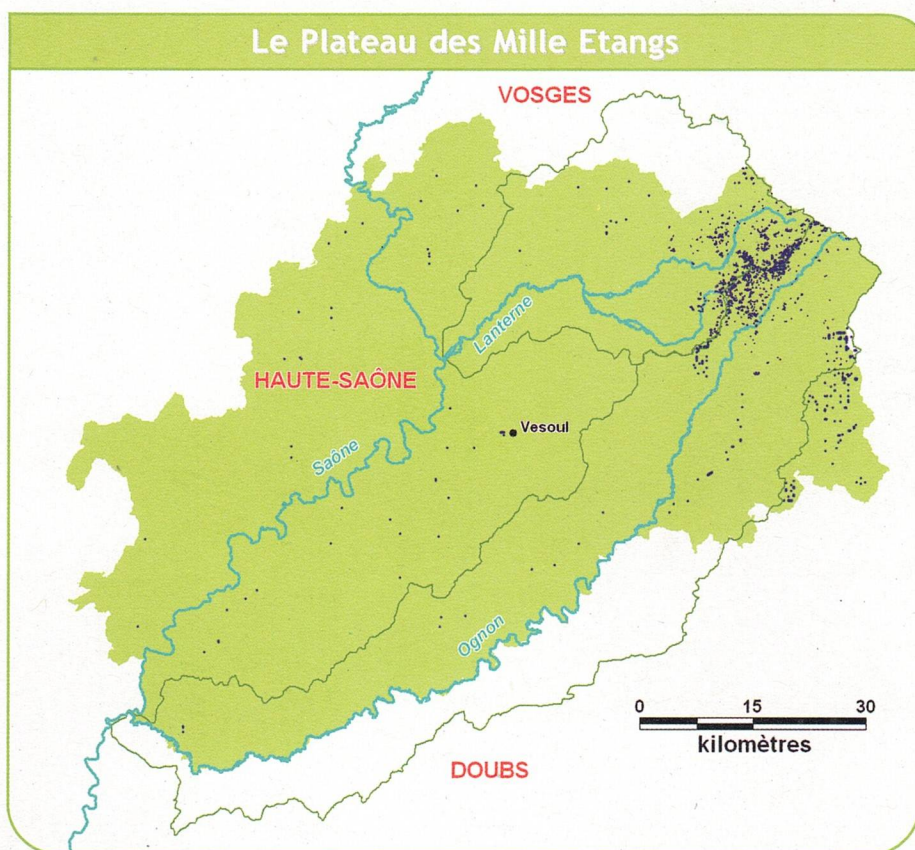 Le Plateau des Mille Etangs
VOSGES
Lanterne
HAUTE-SAÔNE
Vesoul
Saône
Ognon
0 15 30
kilomètres
DOUBS